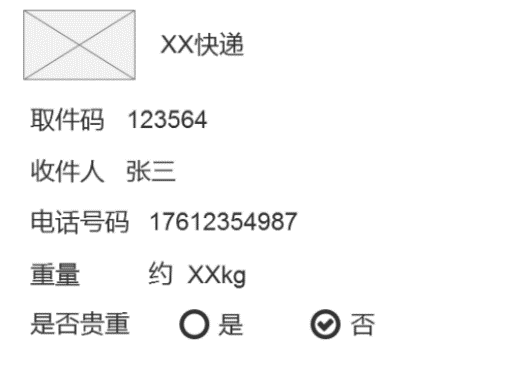 XX快递
取件码 123564
收件人 张三
电话号码 17612354987
重量 约 XXkg
是否贵重 是 否